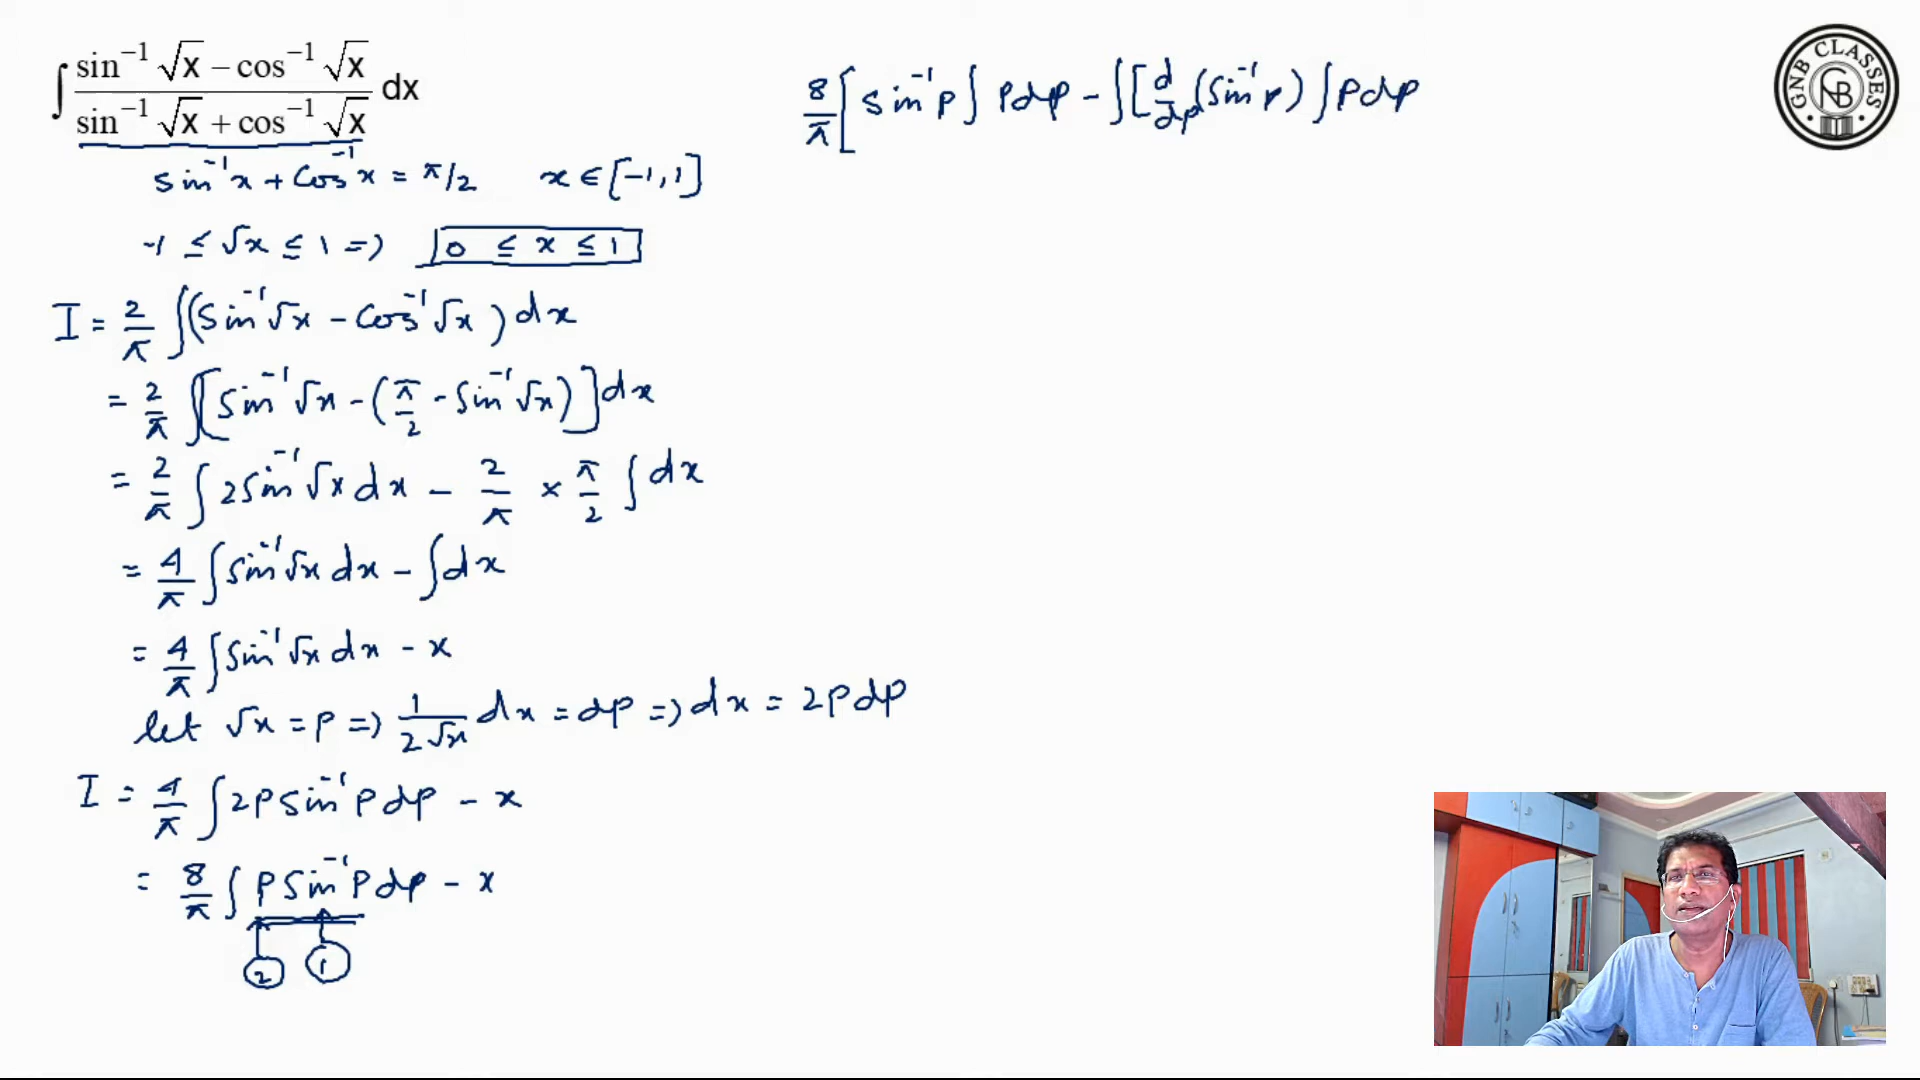 ∫ (sin⁻¹ √x − cos⁻¹ √x) / (sin⁻¹ √x + cos⁻¹ √x) dx
sin⁻¹x + cos⁻¹x = π/2   x ∈ [-1,1]
-1 ≤ √x ≤ 1 ⇒ 0 ≤ x ≤ 1
I = 2/π ∫(sin⁻¹√x − cos⁻¹√x) dx
= 2/π ∫[sin⁻¹√x − (π/2 − sin⁻¹√x)] dx
= 2/π ∫ 2sin⁻¹√x dx − 2/π × π/2 ∫ dx
= 4/π ∫ sin⁻¹√x dx − ∫dx
= 4/π ∫ sin⁻¹√x dx − x
let √x = p ⇒ 1/(2√x) dx = dp ⇒ dx = 2p dp
I = 4/π ∫ 2p sin⁻¹p dp − x
= 8/π ∫ p sin⁻¹p dp − x
2 1
8/π [ sin⁻¹p ∫ p dp − ∫[ d/dp (sin⁻¹p) ∫ p dp
GNB CLASSES
GNB